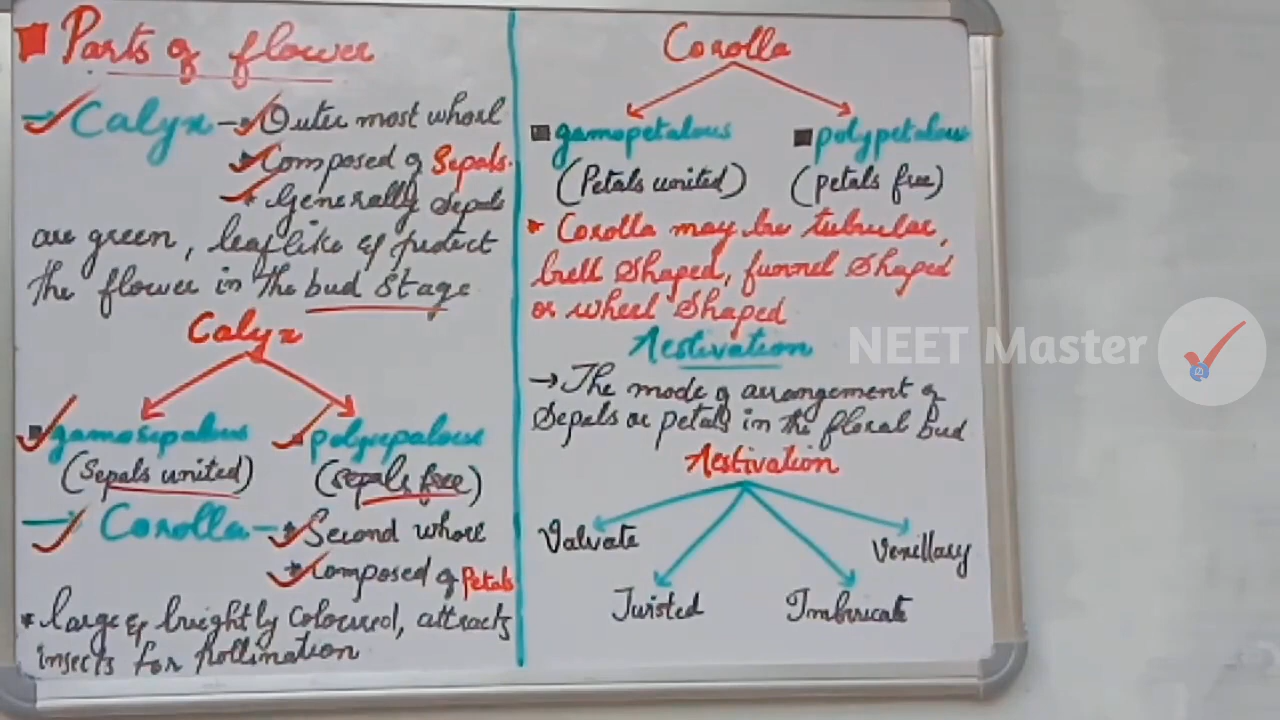 Parts of flower
Calyx - Outer most whorl
Composed of Sepals.
Generally Sepals
are green, leaf like & protect
the flower in the bud stage
Calyx
gamosepalous polysepalous
(Sepals united) (sepals free)
Corolla - Second whorl
Composed of Petals
large & brightly coloured, attracts
insects for pollination
Corolla
gamopetalous polypetalous
(Petals united) (petals free)
Corolla may be tubular,
bell shaped, funnel shaped
or wheel shaped
Aestivation
→ The mode of arrangement of
Sepals or petals in the floral bud
Aestivation
Valvate Vexillary
Twisted Imbricate
NEET Master